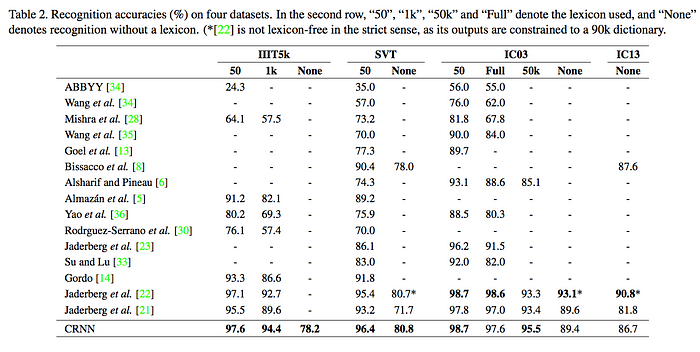 Table 2. Recognition accuracies (%) on four datasets. In the second row, “50”, “1k”, “50k” and “Full” denote the lexicon used, and “None”
denotes recognition without a lexicon. (*[22] is not lexicon-free in the strict sense, as its outputs are constrained to a 90k dictionary.
IIIT5k SVT IC03 IC13
50 1k None 50 None 50 Full 50k None None
ABBYY [34] 24.3 - - 35.0 - 56.0 55.0 - - -
Wang et al. [34] - - - 57.0 - 76.0 62.0 - - -
Mishra et al. [28] 64.1 57.5 - 73.2 - 81.8 67.8 - - -
Wang et al. [35] - - - 70.0 - 90.0 84.0 - - -
Goel et al. [13] - - - 77.3 - 89.7 - - - -
Bissacco et al. [8] - - - 90.4 78.0 - - - - 87.6
Alsharif and Pineau [6] - - - 74.3 - 93.1 88.6 85.1 - -
Almazán et al. [5] 91.2 82.1 - 89.2 - - - - - -
Yao et al. [36] 80.2 69.3 - 75.9 - 88.5 80.3 - - -
Rodrguez-Serrano et al. [30] 76.1 57.4 - 70.0 - - - - - -
Jaderberg et al. [23] - - - 86.1 - 96.2 91.5 - - -
Su and Lu [33] - - - 83.0 - 92.0 82.0 - - -
Gordo [14] 93.3 86.6 - 91.8 - - - - - -
Jaderberg et al. [22] 97.1 92.7 - 95.4 80.7* 98.7 98.6 93.3 93.1* 90.8*
Jaderberg et al. [21] 95.5 89.6 - 93.2 71.7 97.8 97.0 93.4 89.6 81.8
CRNN 97.6 94.4 78.2 96.4 80.8 98.7 97.6 95.5 89.4 86.7